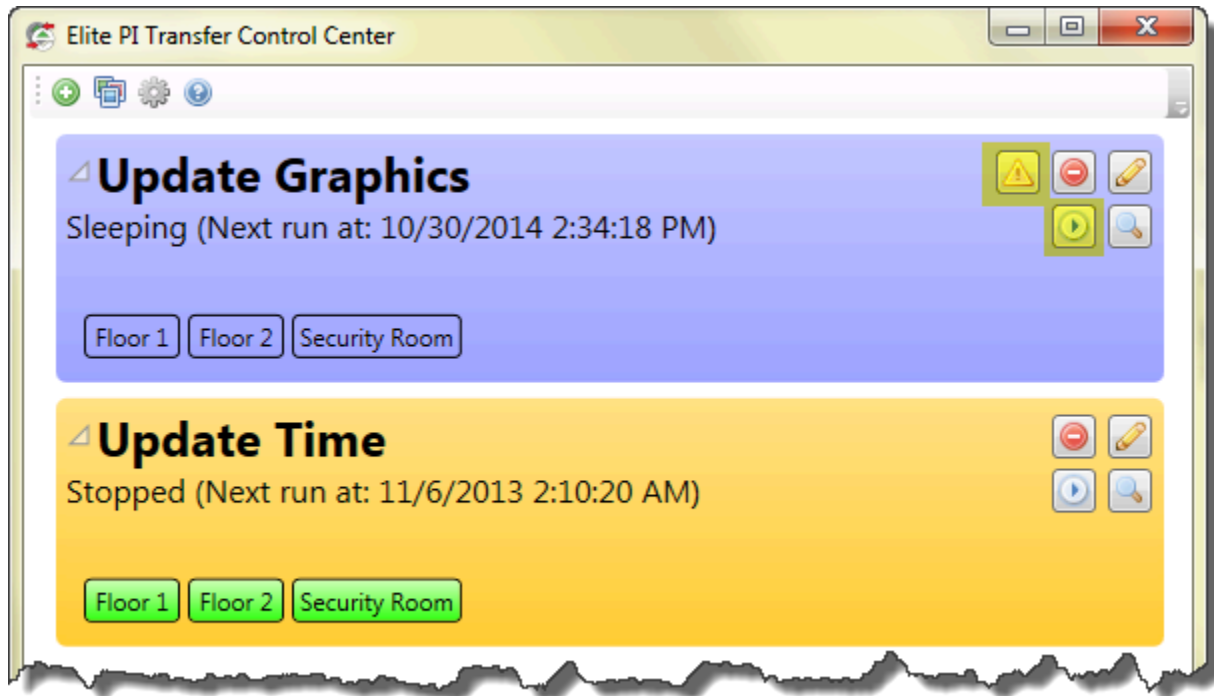 Elite PI Transfer Control Center
Update Graphics
Sleeping (Next run at: 10/30/2014 2:34:18 PM)
Floor 1 Floor 2 Security Room
Update Time
Stopped (Next run at: 11/6/2013 2:10:20 AM)
Floor 1 Floor 2 Security Room